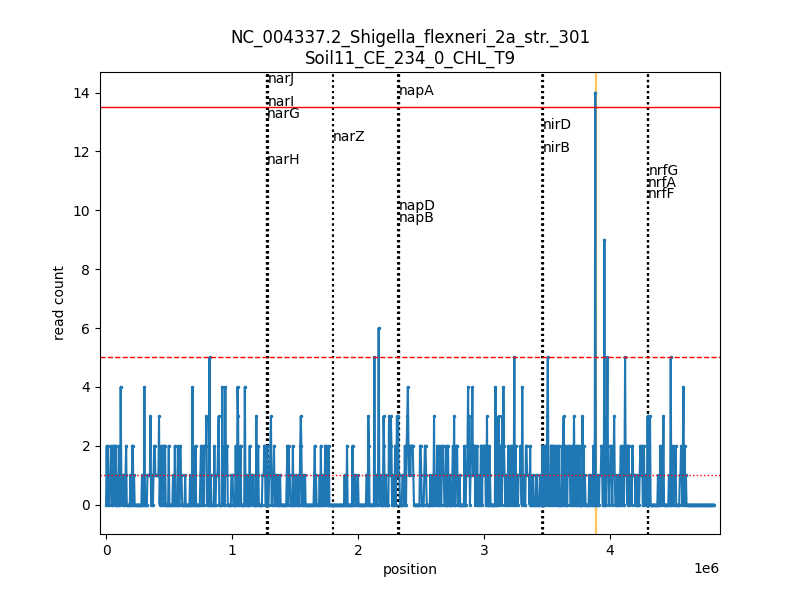 NC_004337.2_Shigella_flexneri_2a_str._301
Soil11_CE_234_0_CHL_T9
narJ
narI
narG
narH
narZ
napA
napD
napB
nirD
nirB
nrfG
nrfA
nrfF
14
12
10
8
6
4
2
0
read count
0 1 2 3 4
1e6
position